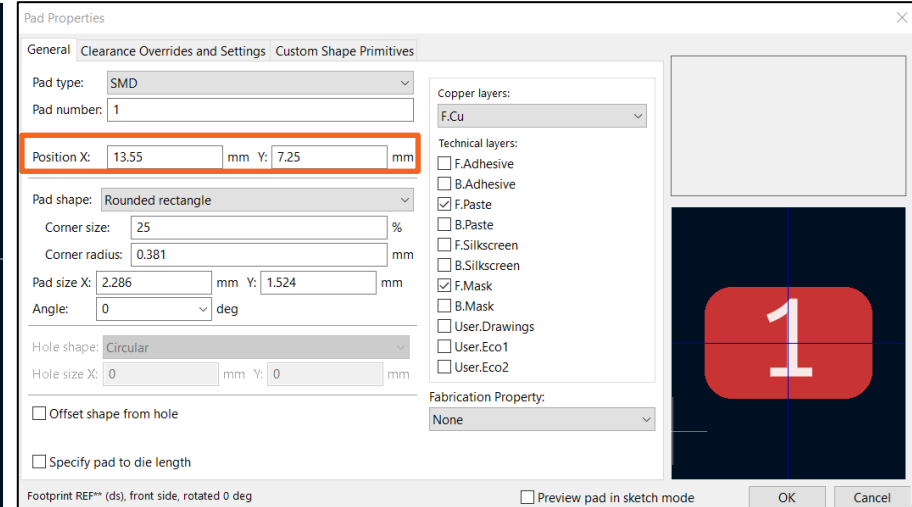 Pad Properties
General Clearance Overrides and Settings Custom Shape Primitives
Pad type: SMD
Pad number: 1
Position X: 13.55 mm Y: 7.25 mm
Pad shape: Rounded rectangle
Corner size: 25 %
Corner radius: 0.381 mm
Pad size X: 2.286 mm Y: 1.524 mm
Angle: 0 deg
Hole shape: Circular
Hole size X: 0 mm Y: 0 mm
Offset shape from hole
Specify pad to die length
Copper layers:
F.Cu
Technical layers:
F.Adhesive
B.Adhesive
F.Paste
B.Paste
F.Silkscreen
B.Silkscreen
F.Mask
B.Mask
User.Drawings
User.Eco1
User.Eco2
Fabrication Property:
None
1
Footprint REF** (ds), front side, rotated 0 deg
Preview pad in sketch mode
OK Cancel